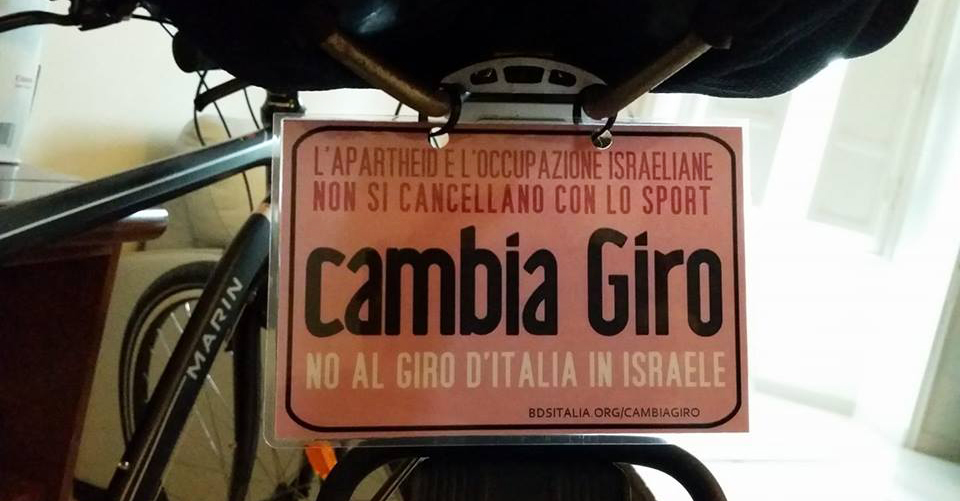 L'APARTHEID E L'OCCUPAZIONE ISRAELIANE
NON SI CANCELLANO CON LO SPORT
cambia Giro
NO AL GIRO D'ITALIA IN ISRAELE
BDSITALIA.ORG/CAMBIAGIRO
MARIN